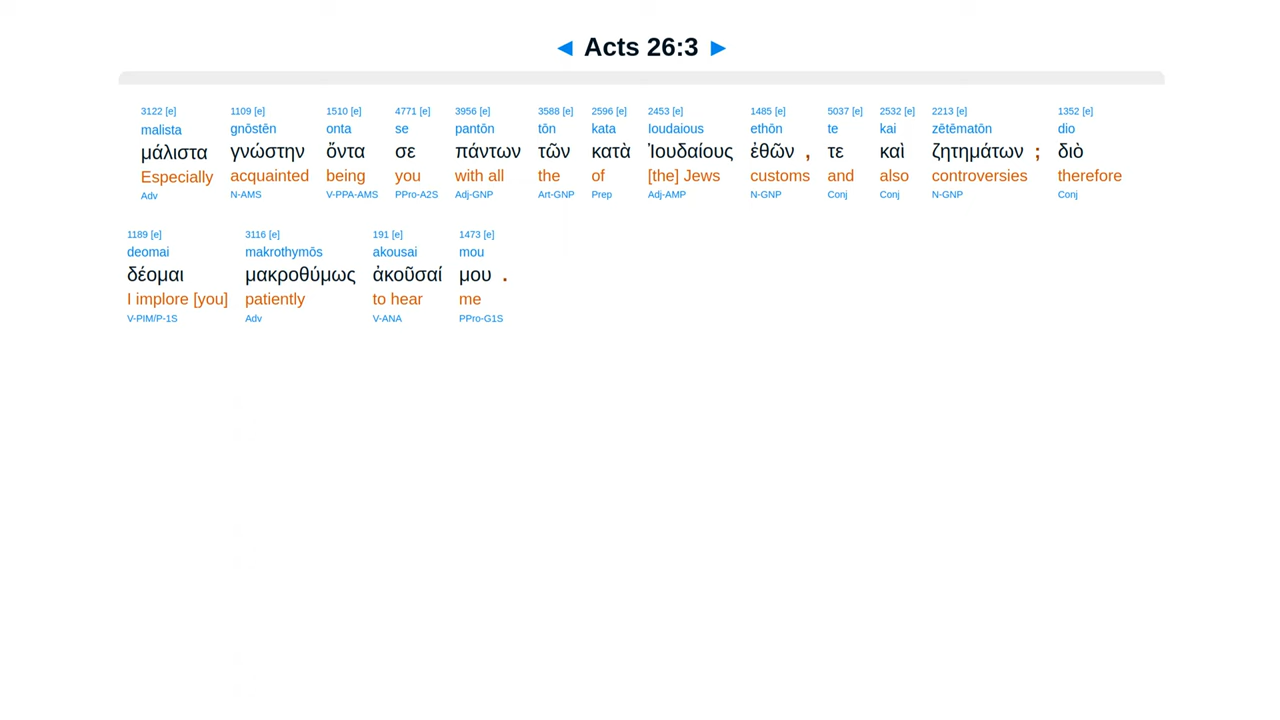 ◄ Acts 26:3 ►
3122 [e] 1109 [e] 1510 [e] 4771 [e] 3956 [e] 3588 [e] 2596 [e] 2453 [e] 1485 [e] 5037 [e] 2532 [e] 2213 [e] 1352 [e]
malista gnōstēn onta se pantōn tōn kata Ioudaious ethōn te kai zētēmatōn dio
μάλιστα γνώστην ὄντα σε πάντων τῶν κατὰ Ἰουδαίους ἐθῶν , τε καὶ ζητημάτων ; διὸ
Especially acquainted being you with all the of [the] Jews customs and also controversies therefore
Adv N-AMS V-PPA-AMS PPro-A2S Adj-GNP Art-GNP Prep Adj-AMP N-GNP Conj Conj N-GNP Conj
1189 [e] 3116 [e] 191 [e] 1473 [e]
deomai makrothymōs akousai mou
δέομαι μακροθύμως ἀκοῦσαί μου .
I implore [you] patiently to hear me
V-PIM/P-1S Adv V-ANA PPro-G1S